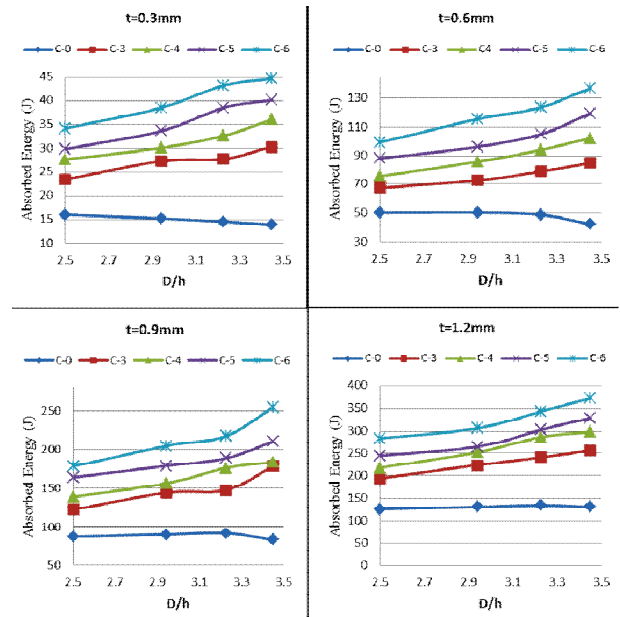 t=0.3mm
C-0 C-3 C-4 C-5 C-6
Absorbed Energy (J)
45
40
35
30
25
20
15
10
2.5 2.7 2.9 3.1 3.3 3.5
D/h
t=0.6mm
C-0 C-3 C4 C-5 C-6
Absorbed Energy (J)
130
110
90
70
50
30
2.5 2.7 2.9 3.1 3.3 3.5
D/h
t=0.9mm
C-0 C-3 C-4 C-5 C-6
Absorbed Energy (J)
250
200
150
100
50
2.5 2.7 2.9 3.1 3.3 3.5
D/h
t=1.2mm
C-0 C-3 C-4 C-5 C-6
Absorbed Energy (J)
400
350
300
250
200
150
100
50
0
2.5 2.7 2.9 3.1 3.3 3.5
D/h